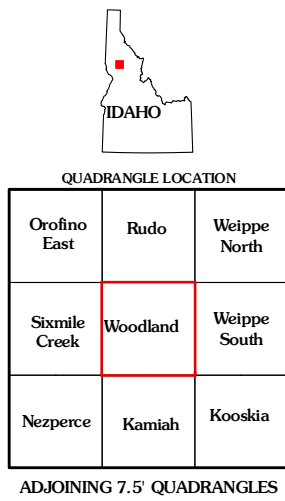 IDAHO
QUADRANGLE LOCATION
Orofino
East
Rudo
Weippe
North
Sixmile
Creek
Woodland
Weippe
South
Nezperce
Kamiah
Kooskia
ADJOINING 7.5' QUADRANGLES